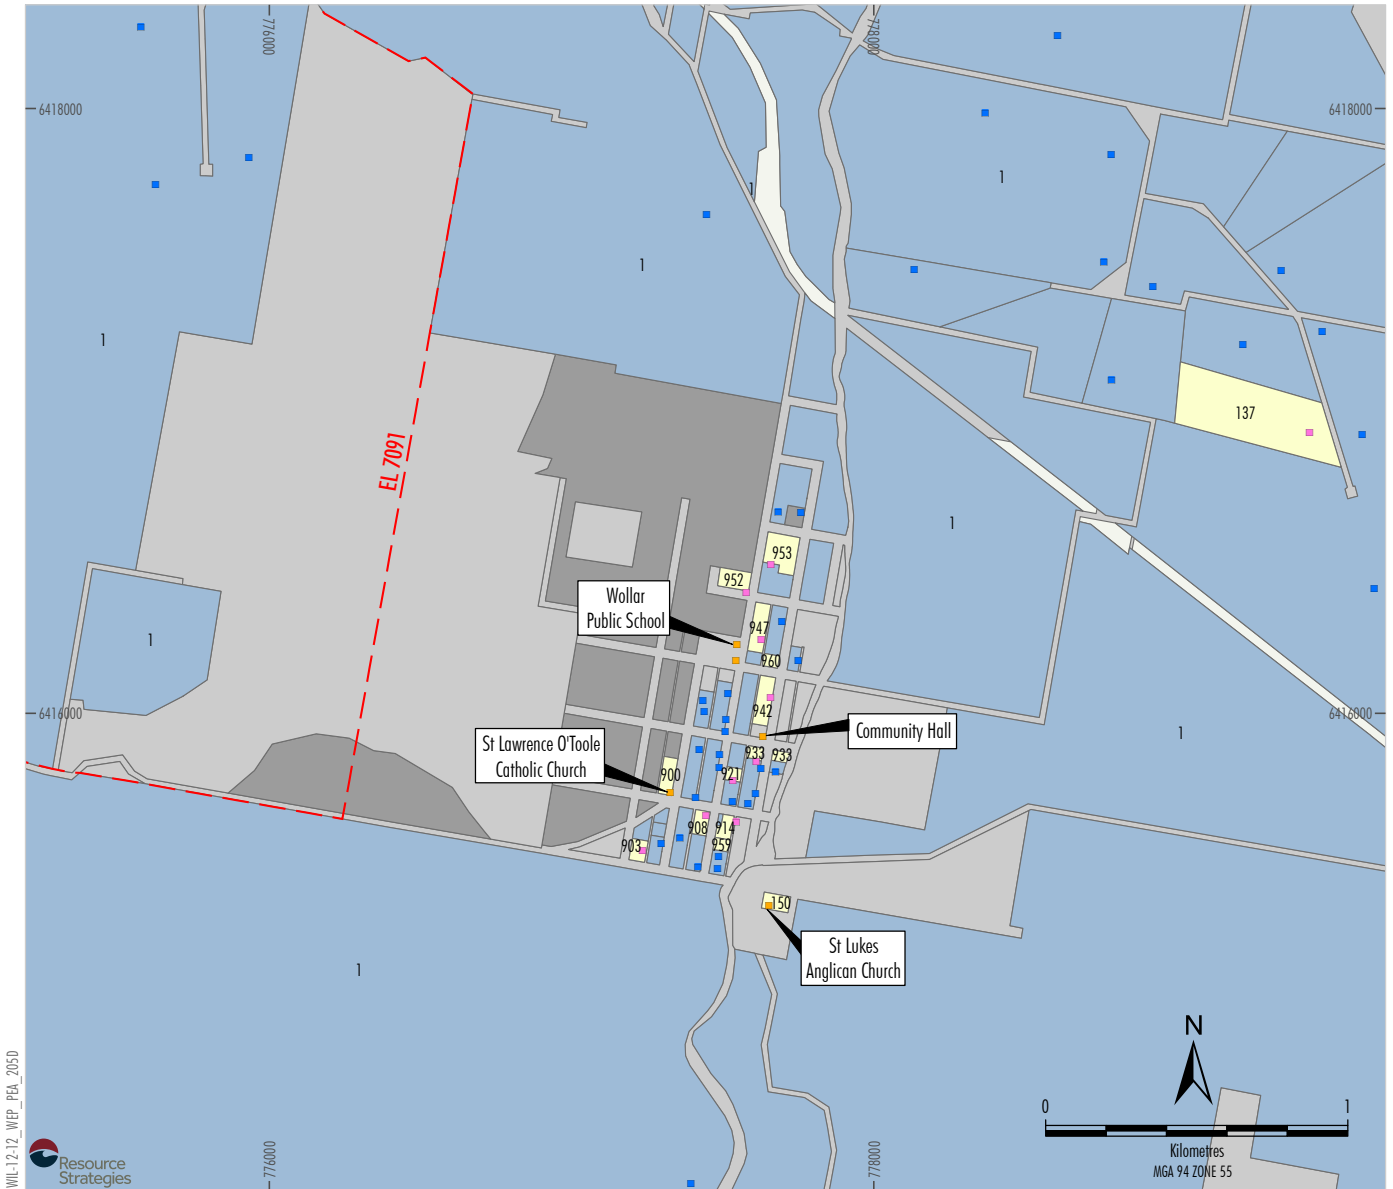 776000
778000
6418000
6418000
1
1
1
1
137
EL 7091
1
953
952
Wollar
Public School
947
960
1
942
6416000
6416000
Community Hall
1
St Lawrence O'Toole
Catholic Church
933
933
900
921
908
914
903
959
150
St Lukes
Anglican Church
1
N
0
1
Kilometres
MGA 94 ZONE 55
776000
778000
WIL-12-12_WEP_PEA_205D
Resource
Strategies